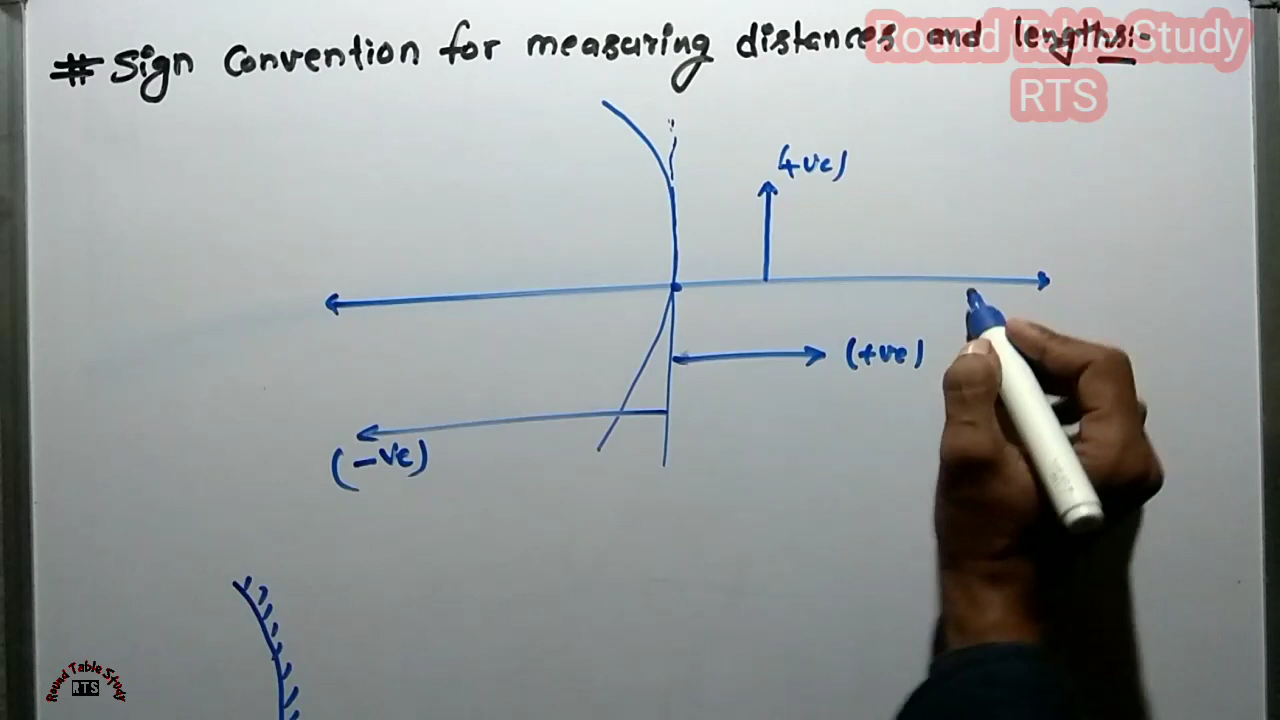 # Sign Convention for measuring distances and lengths:-
Round Table Study
RTS
(+ve)
(+ve)
(-ve)
Round Table Study
RTS